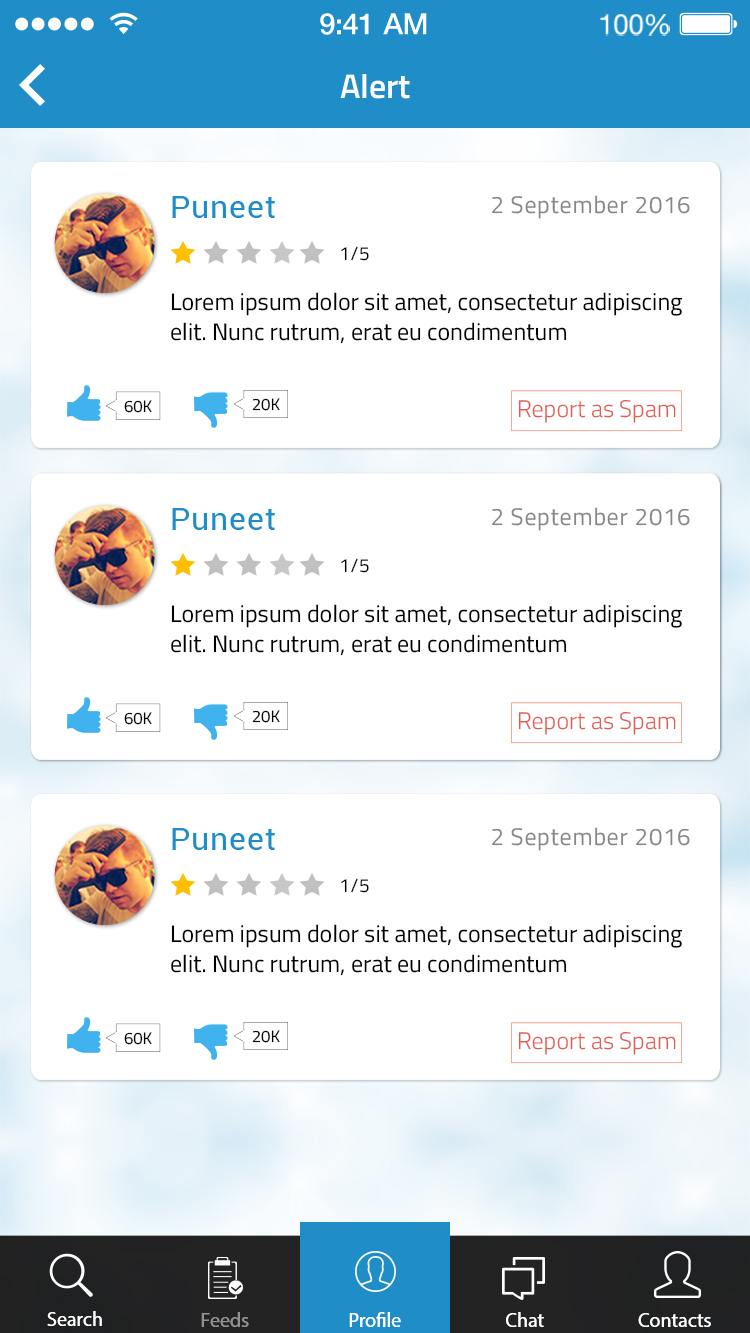 9:41 AM 100%
Alert
Puneet 2 September 2016
1/5
Lorem ipsum dolor sit amet, consectetur adipiscing
elit. Nunc rutrum, erat eu condimentum
60K 20K Report as Spam
Puneet 2 September 2016
1/5
Lorem ipsum dolor sit amet, consectetur adipiscing
elit. Nunc rutrum, erat eu condimentum
60K 20K Report as Spam
Puneet 2 September 2016
1/5
Lorem ipsum dolor sit amet, consectetur adipiscing
elit. Nunc rutrum, erat eu condimentum
60K 20K Report as Spam
Search Feeds Profile Chat Contacts